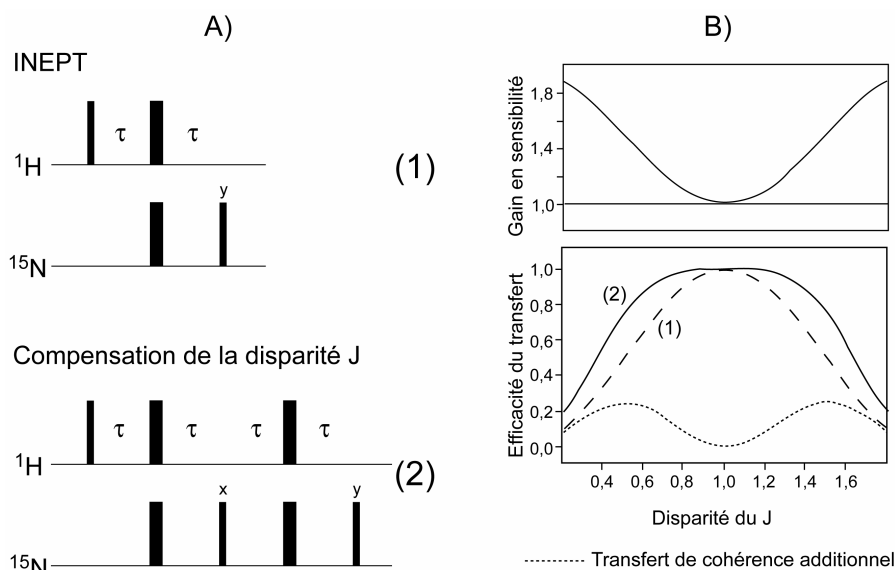 A)
INEPT
τ
τ
¹H
(1)
y
¹⁵N
Compensation de la disparité J
τ
τ
τ
τ
¹H
(2)
x
y
¹⁵N
B)
Gain en sensibilité
1,8
1,4
1,0
Efficacité du transfert
1,0
0,8
0,6
0,4
0,2
0,0
(2)
(1)
0,4 0,6 0,8 1,0 1,2 1,4 1,6
Disparité du J
Transfert de cohérence additionnel